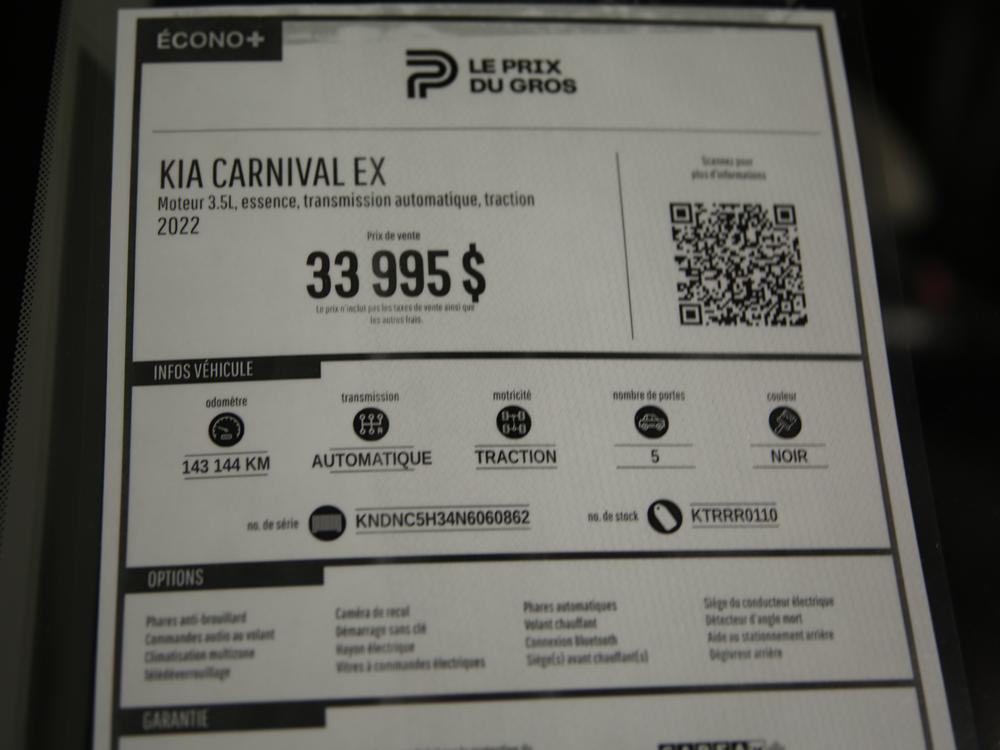 ÉCONO+
LE PRIX
DU GROS
KIA CARNIVAL EX
Moteur 3.5L, essence, transmission automatique, traction
2022
Scannez pour
plus d'informations
Prix de vente
33 995 $
Le prix n'inclut pas les taxes de vente ainsi que
les autres frais.
INFOS VÉHICULE
odomètre
transmission
motricité
nombre de portes
couleur
143 144 KM
AUTOMATIQUE
TRACTION
5
NOIR
no. de série
KNDNC5H34N6060862
no. de stock
KTRRR0110
OPTIONS
Phares anti-brouillard
Commandes audio au volant
Climatisation multizone
Télédéverrouillage
Caméra de recul
Démarrage sans clé
Hayon électrique
Vitres à commandes électriques
Phares automatiques
Volant chauffant
Connexion Bluetooth
Siège(s) avant chauffant(s)
Siège du conducteur électrique
Détecteur d'angle mort
Aide au stationnement arrière
Dégivreur arrière
GARANTIE